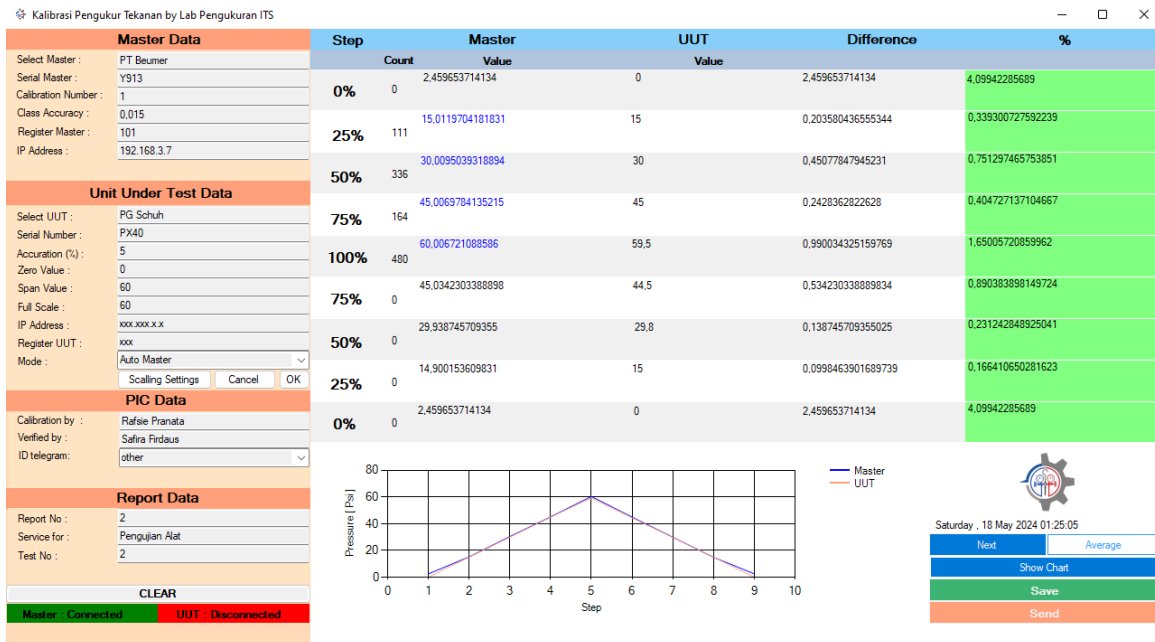 Kalibrasi Pengukur Tekanan by Lab Pengukuran ITS
Master Data
Select Master : PT Beumer
Serial Master : Y913
Calibration Number : 1
Class Accuracy : 0,015
Register Master : 101
IP Address : 192.168.3.7
Unit Under Test Data
Select UUT : PG Schuh
Serial Number : PX40
Accuration (%) : 5
Zero Value : 0
Span Value : 60
Full Scale : 60
IP Address : xxx.xxx.x.x
Register UUT : xxx
Mode : Auto Master
Scalling Settings Cancel OK
PIC Data
Calibration by : Rafsie Pranata
Verified by : Safira Firdaus
ID telegram: other
Report Data
Report No : 2
Service for : Pengujian Alat
Test No : 2
CLEAR
Master : Connected UUT : Disconnected
Step Master UUT Difference %
Count Value Value
0% 0 2,459653714134 0 2,459653714134 4,09942285689
25% 111 15,0119704181831 15 0,203580436555344 0,339300727592239
50% 336 30,0095039318894 30 0,45077847945231 0,751297465753851
75% 164 45,0069784135215 45 0,2428362822628 0,404727137104667
100% 480 60,006721088586 59,5 0,990034325159769 1,65005720859962
75% 0 45,0342303388898 44,5 0,534230338889834 0,890383898149724
50% 0 29,938745709355 29,8 0,138745709355025 0,231242848925041
25% 0 14,900153609831 15 0,0998463901689739 0,166410650281623
0% 0 2,459653714134 0 2,459653714134 4,09942285689
Pressure [ Psi ]
80
60
40
20
0
0 1 2 3 4 5 6 7 8 9 10
Step
Master
UUT
Saturday , 18 May 2024 01:25:05
Next Average
Show Chart
Save
Send